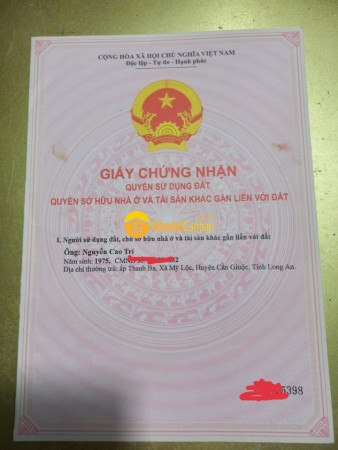 CỘNG HÒA XÃ HỘI CHỦ NGHĨA VIỆT NAM
Độc lập - Tự do - Hạnh phúc
GIẤY CHỨNG NHẬN
QUYỀN SỬ DỤNG ĐẤT
QUYỀN SỞ HỮU NHÀ Ở VÀ TÀI SẢN KHÁC GẮN LIỀN VỚI ĐẤT
I. Người sử dụng đất, chủ sở hữu nhà ở và tài sản khác gắn liền với đất
Ông: Nguyễn Cao Trí
Năm sinh: 1975, CMND
Địa chỉ thường trú: ấp Thanh Ba, Xã Mỹ Lộc, Huyện Cần Giuộc, Tỉnh Long An.
5398